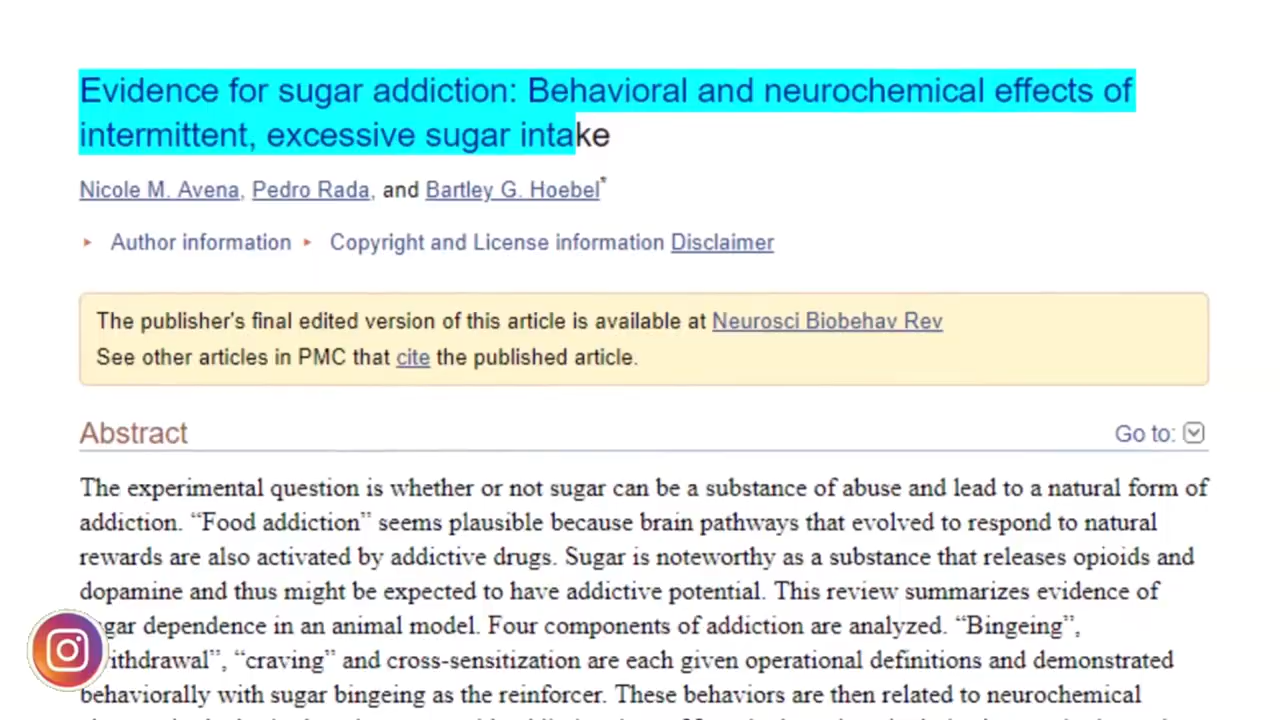 Evidence for sugar addiction: Behavioral and neurochemical effects of
intermittent, excessive sugar intake
Nicole M. Avena, Pedro Rada, and Bartley G. Hoebel*
Author information Copyright and License information Disclaimer
The publisher's final edited version of this article is available at Neurosci Biobehav Rev
See other articles in PMC that cite the published article.
Abstract
Go to:
The experimental question is whether or not sugar can be a substance of abuse and lead to a natural form of
addiction. “Food addiction” seems plausible because brain pathways that evolved to respond to natural
rewards are also activated by addictive drugs. Sugar is noteworthy as a substance that releases opioids and
dopamine and thus might be expected to have addictive potential. This review summarizes evidence of
gar dependence in an animal model. Four components of addiction are analyzed. “Bingeing”,
ithdrawal”, “craving” and cross-sensitization are each given operational definitions and demonstrated
behaviorally with sugar bingeing as the reinforcer. These behaviors are then related to neurochemical